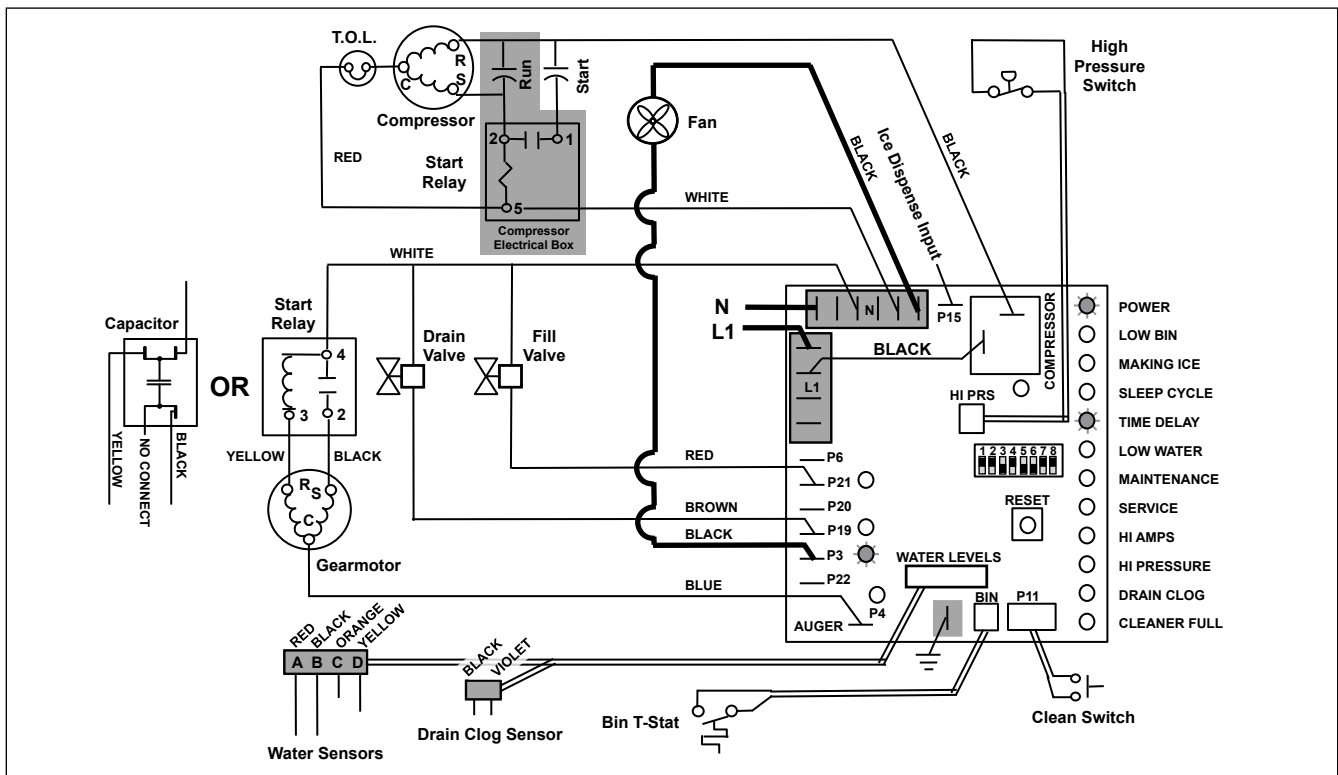 T.O.L.
R
S
C
Compressor
Run
Start
2
1
Start
Relay
5
Compressor
Electrical Box
RED
WHITE
Fan
BLACK
Ice Dispense Input
BLACK
High
Pressure
Switch
WHITE
Capacitor
YELLOW
NO CONNECT
BLACK
OR
Start
Relay
4
3
2
YELLOW
BLACK
R
S
C
Gearmotor
Drain
Valve
Fill
Valve
N
L1
N
P15
L1
BLACK
COMPRESSOR
HI PRS
1 2 3 4 5 6 7 8
RESET
RED
BROWN
BLACK
BLUE
P6
P21
P20
P19
P3
P22
P4
AUGER
WATER LEVELS
BIN
P11
POWER
LOW BIN
MAKING ICE
SLEEP CYCLE
TIME DELAY
LOW WATER
MAINTENANCE
SERVICE
HI AMPS
HI PRESSURE
DRAIN CLOG
CLEANER FULL
RED
BLACK
ORANGE
YELLOW
A B C D
Water Sensors
BLACK
VIOLET
Drain Clog Sensor
Bin T-Stat
Clean Switch